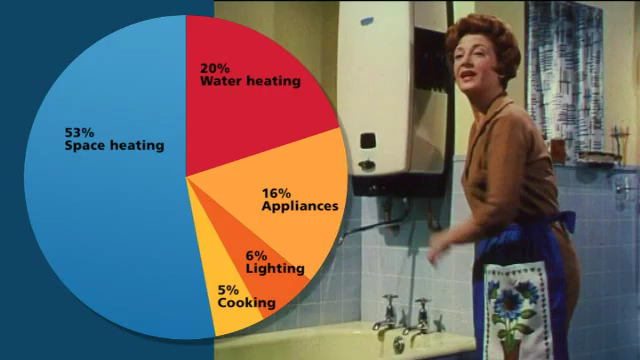 20%
Water heating
53%
Space heating
16%
Appliances
6%
Lighting
5%
Cooking